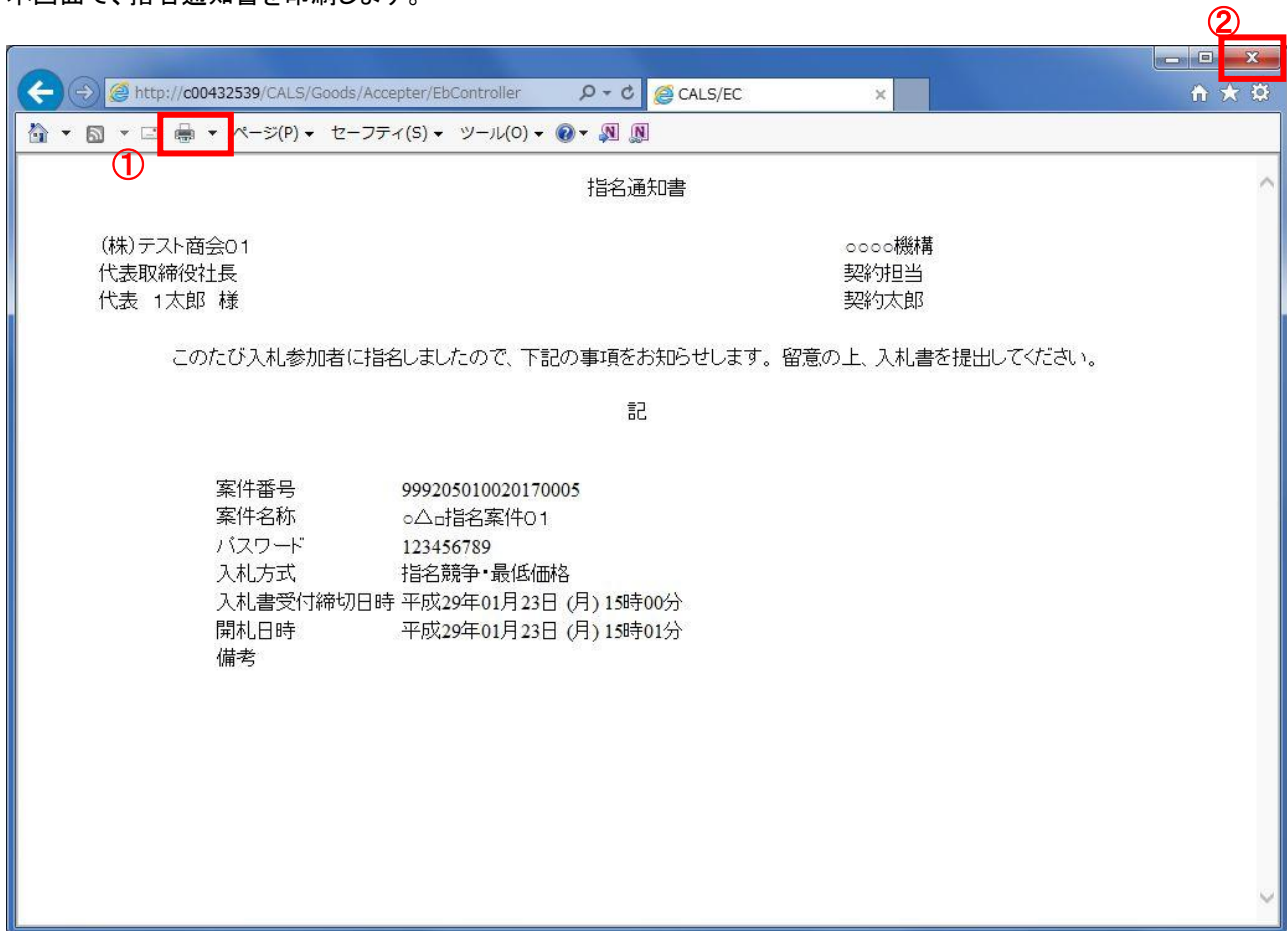 本画面で、指名通知書を印刷します。
②
http://c00432539/CALS/Goods/Accepter/EbController
CALS/EC
ページ(P) セーフティ(S) ツール(O)
①
指名通知書
(株)テスト商会01
○○○○機構
代表取締役社長
契約担当
代表 1太郎 様
契約太郎
このたび入札参加者に指名しましたので、下記の事項をお知らせします。留意の上、入札書を提出してください。
記
案件番号 999205010020170005
案件名称 ○△□指名案件01
パスワード 123456789
入札方式 指名競争・最低価格
入札書受付締切日時 平成29年01月23日 (月) 15時00分
開札日時 平成29年01月23日 (月) 15時01分
備考